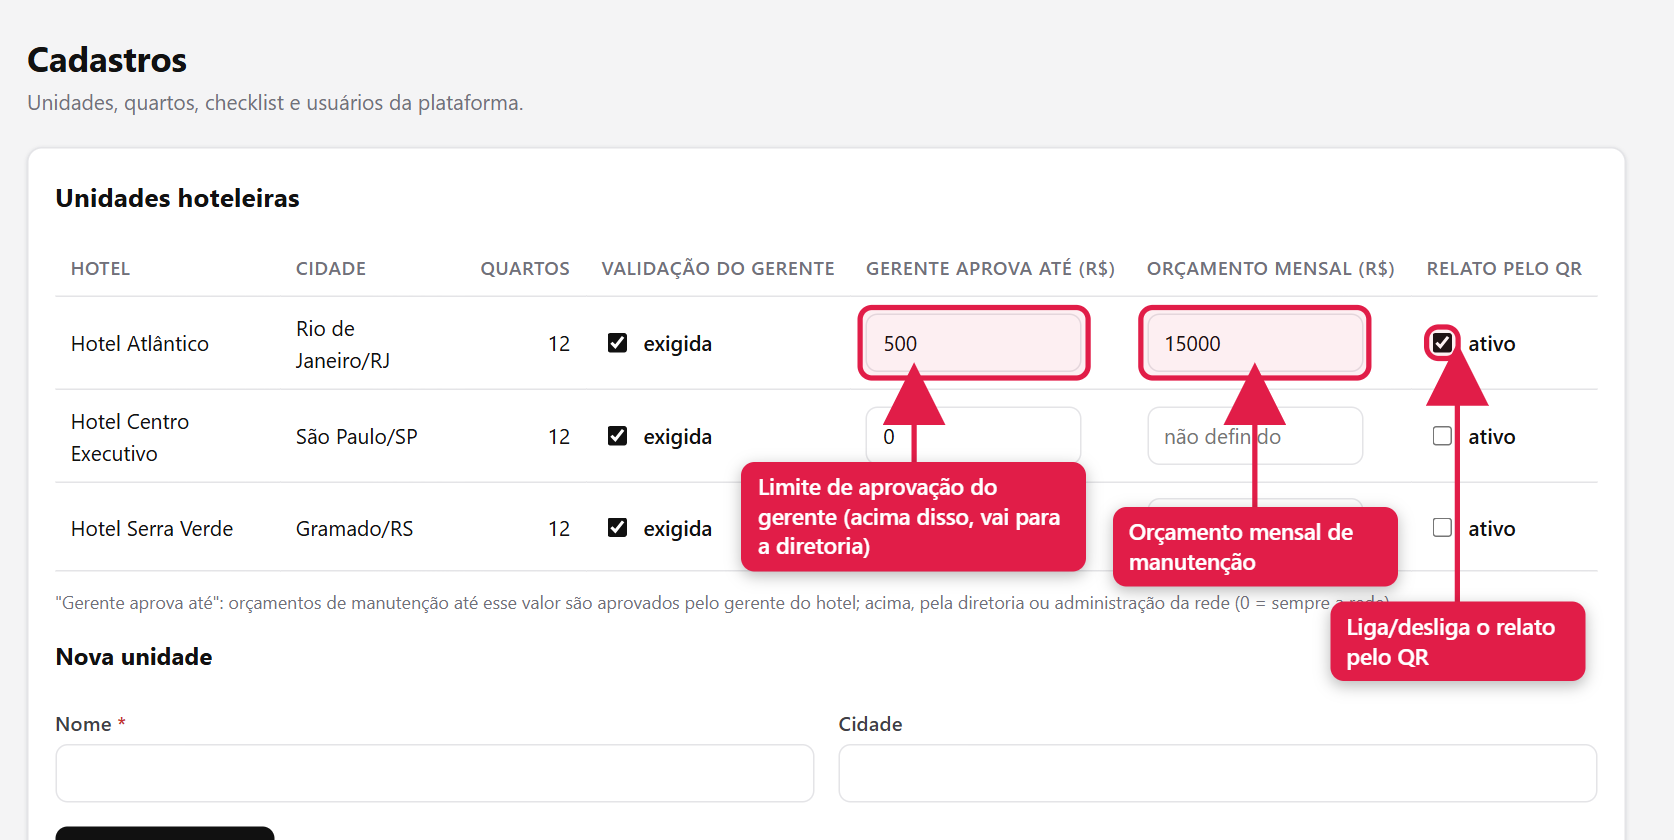 Cadastros
Unidades, quartos, checklist e usuários da plataforma.
Unidades hoteleiras
HOTEL CIDADE QUARTOS VALIDAÇÃO DO GERENTE GERENTE APROVA ATÉ (R$) ORÇAMENTO MENSAL (R$) RELATO PELO QR
Hotel Atlântico Rio de Janeiro/RJ 12 exigida 500 15000 ativo
Hotel Centro Executivo São Paulo/SP 12 exigida 0 não definido ativo
Hotel Serra Verde Gramado/RS 12 exigida ativo
Limite de aprovação do
gerente (acima disso, vai para
a diretoria)
Orçamento mensal de
manutenção
"Gerente aprova até": orçamentos de manutenção até esse valor são aprovados pelo gerente do hotel; acima, pela diretoria ou administração da rede (0 = sempre a rede)
Liga/desliga o relato
pelo QR
Nova unidade
Nome *
Cidade